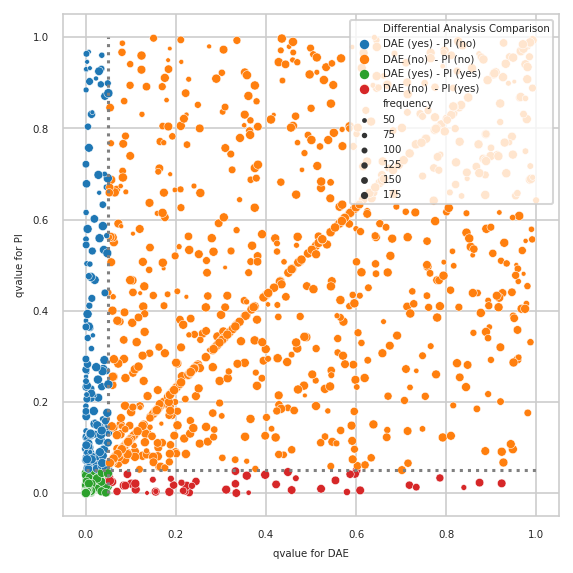 Differential Analysis Comparison
DAE (yes) - PI (no)
DAE (no) - PI (no)
DAE (yes) - PI (yes)
DAE (no) - PI (yes)
frequency
50
75
100
125
150
175
1.0
0.8
0.6
0.4
0.2
0.0
qvalue for PI
0.0 0.2 0.4 0.6 0.8 1.0
qvalue for DAE